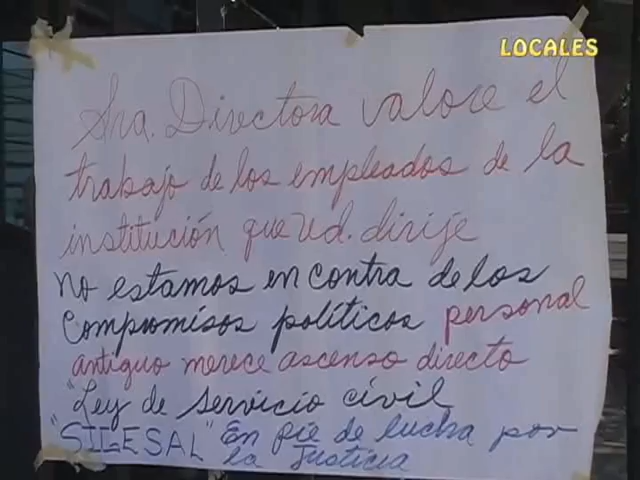 LOCALES
Sra. Directora valore el
trabajo de los empleados de la
institución que Ud. dirije
no estamos en contra de los
Compromisos políticos personal
antiguo merece ascenso directo
"Ley de servicio civil
"SILESAL" En pie de lucha por
la Justicia